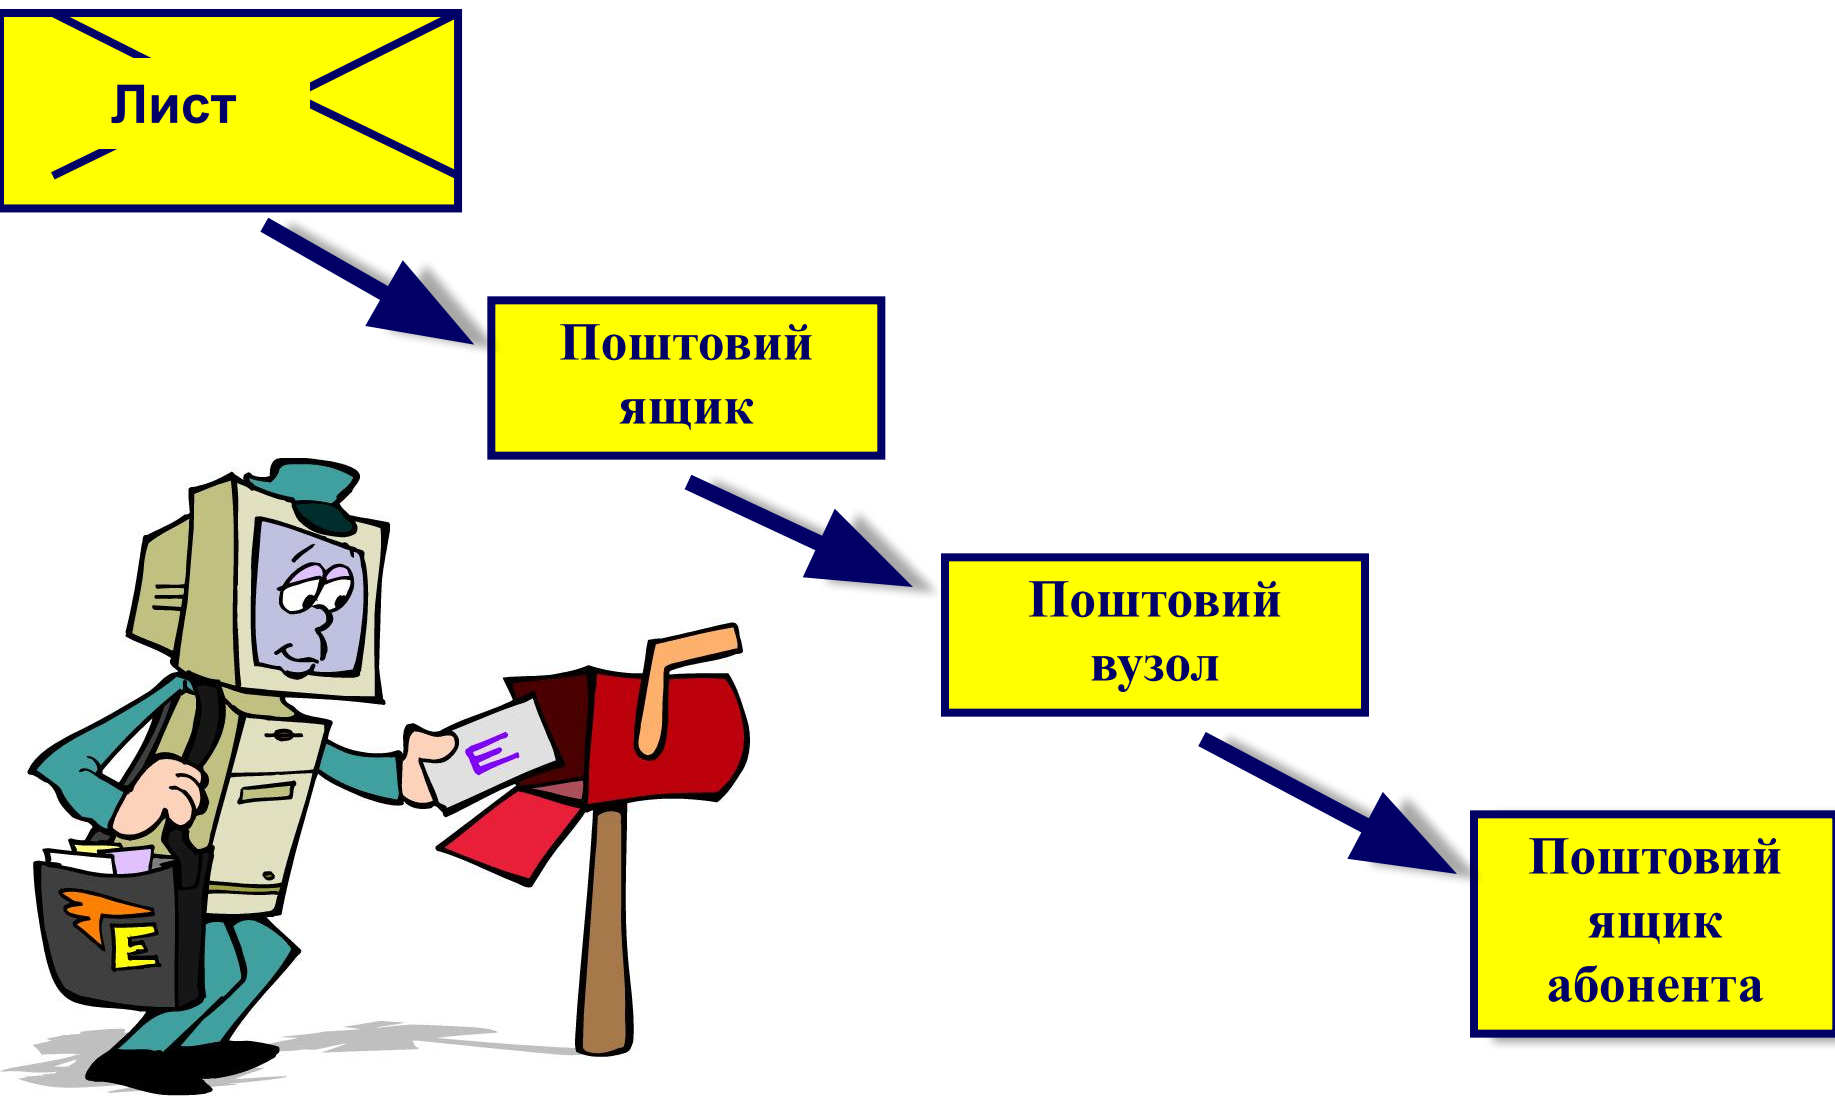 Лист
Поштовий
ящик
Поштовий
вузол
Поштовий
ящик
абонента
E
E